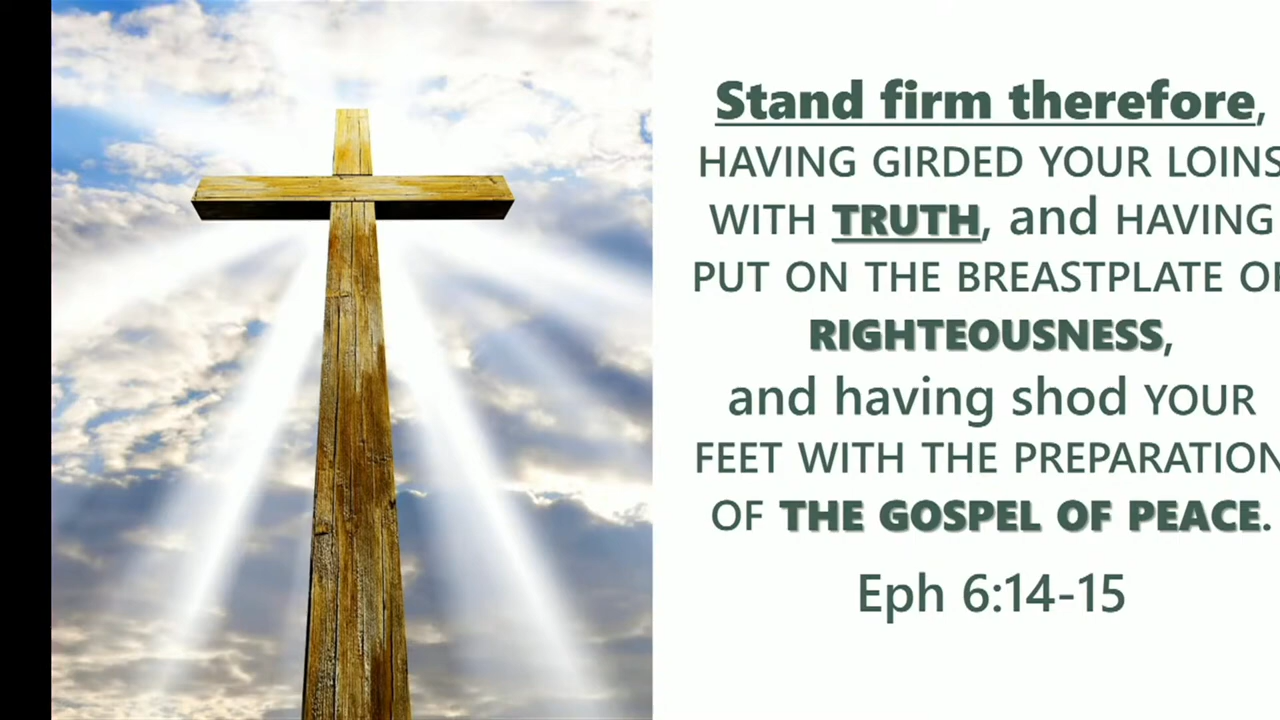 Stand firm therefore,
HAVING GIRDED YOUR LOINS
WITH TRUTH, and HAVING
PUT ON THE BREASTPLATE OF
RIGHTEOUSNESS,
and having shod YOUR
FEET WITH THE PREPARATION
OF THE GOSPEL OF PEACE.
Eph 6:14-15